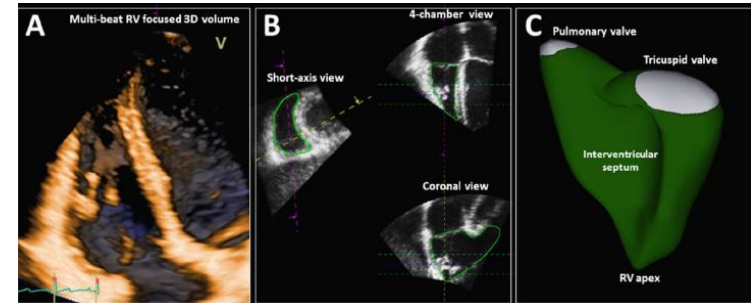 A
Multi-beat RV focused 3D volume
V
B
4-chamber view
Short-axis view
Coronal view
C
Pulmonary valve
Tricuspid valve
Interventricular
septum
RV apex